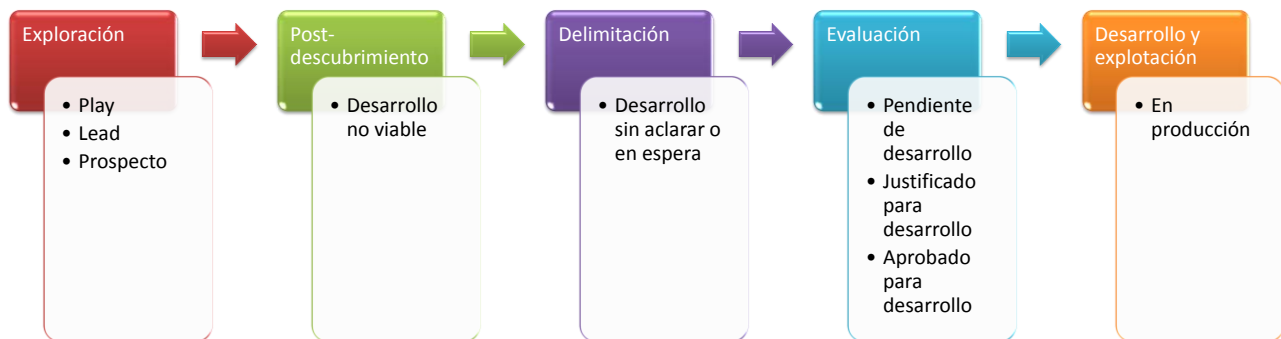 Exploración
• Play
• Lead
• Prospecto
Post-
descubrimiento
• Desarrollo
no viable
Delimitación
• Desarrollo
sin aclarar o
en espera
Evaluación
• Pendiente
de
desarrollo
• Justificado
para
desarrollo
• Aprobado
para
desarrollo
Desarrollo y
explotación
• En
producción